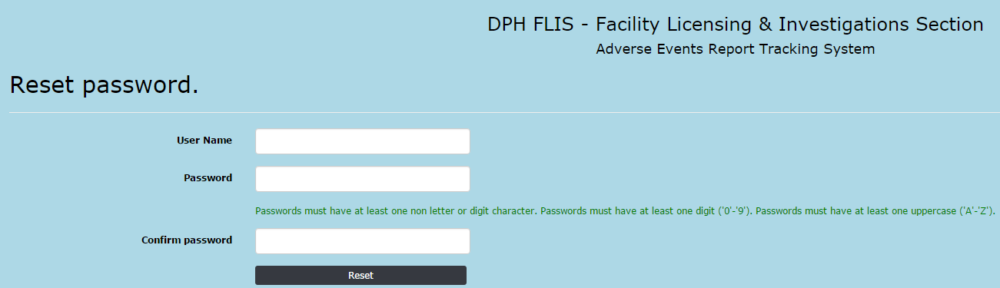 DPH FLIS - Facility Licensing & Investigations Section
Adverse Events Report Tracking System
Reset password.
User Name
Password
Passwords must have at least one non letter or digit character. Passwords must have at least one digit ('0'-'9'). Passwords must have at least one uppercase ('A'-'Z').
Confirm password
Reset